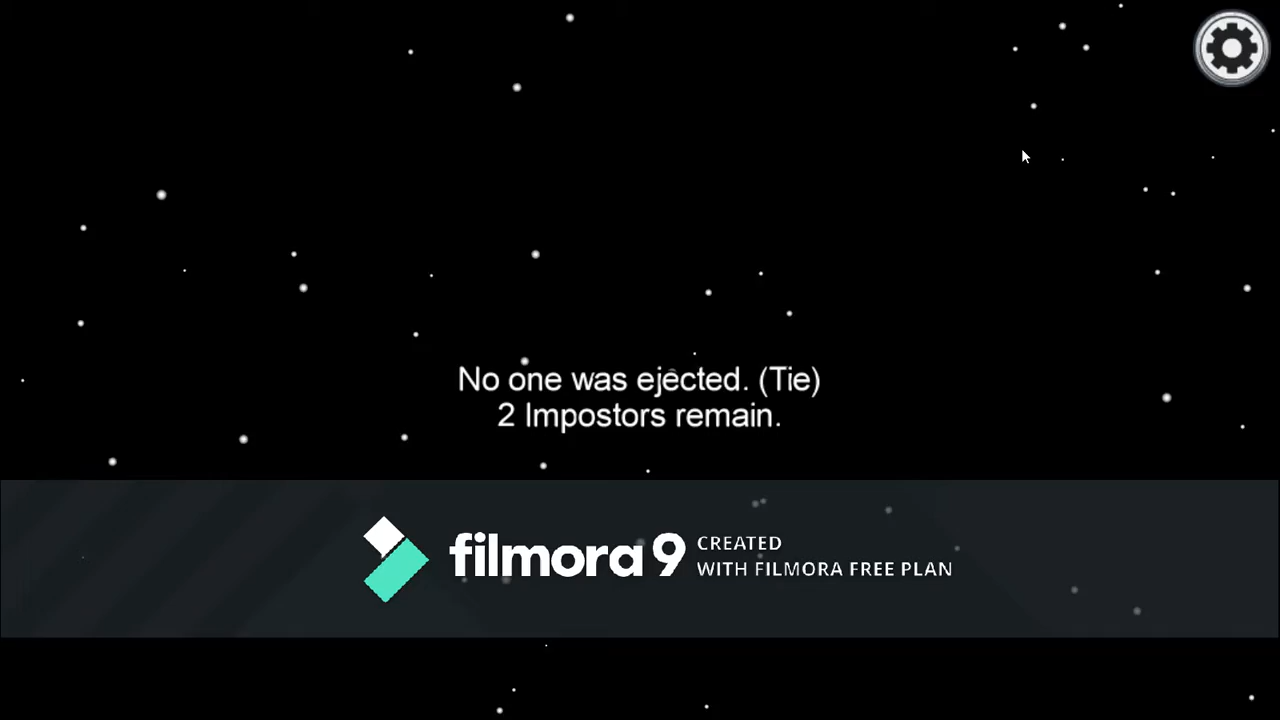 No one was ejected. (Tie)
2 Impostors remain.
filmora 9
CREATED
WITH FILMORA FREE PLAN